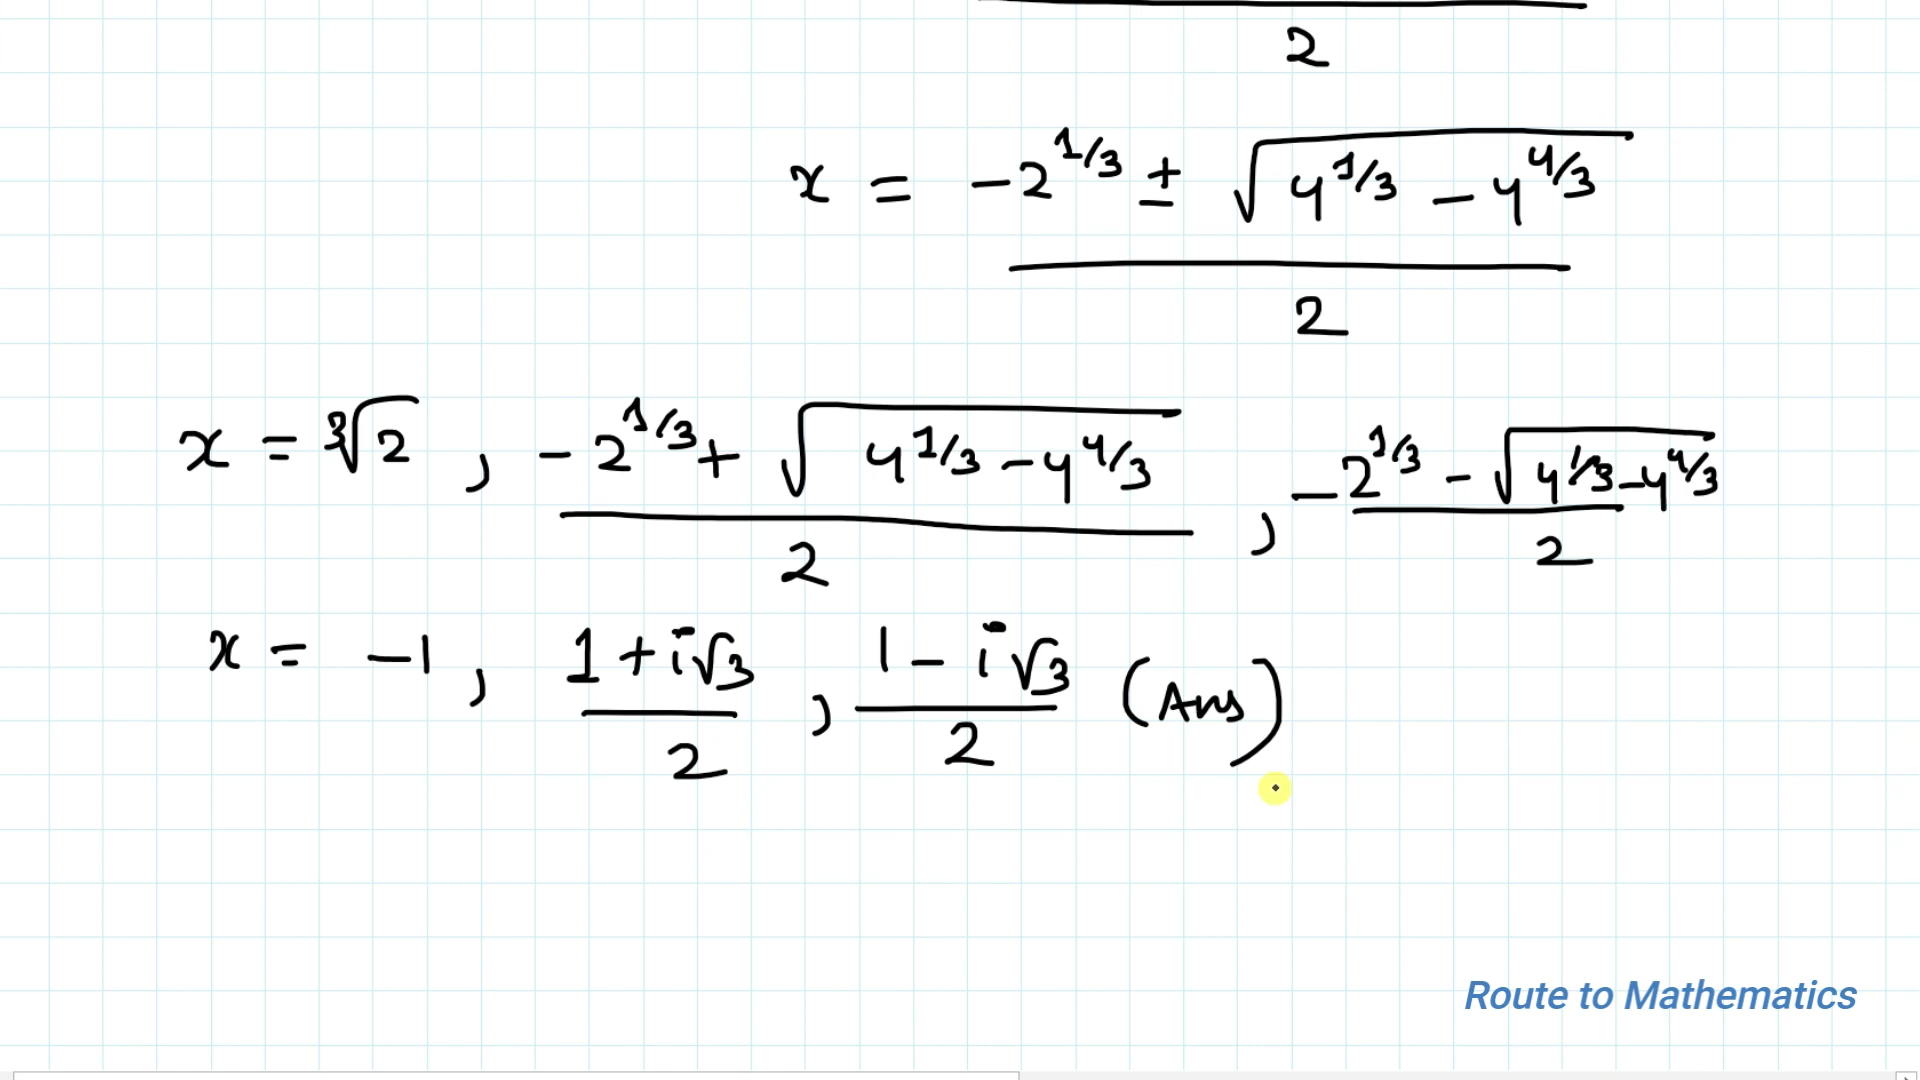 2
x = -2^{1/3} ± √(4^{1/3} - 4^{4/3})
2
x = ∛2 , -2^{1/3} + √(4^{1/3} - 4^{4/3}) , -2^{1/3} - √(4^{1/3} - 4^{4/3})
2 2
x = -1 , 1 + i√3 , 1 - i√3 (Ans)
2 2
Route to Mathematics